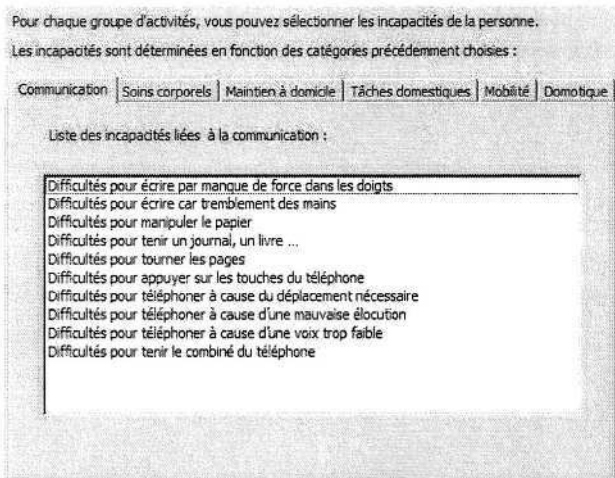 Pour chaque groupe d'activités, vous pouvez sélectionner les incapacités de la personne.
Les incapacités sont déterminées en fonction des catégories précédemment choisies :
Communication Soins corporels Maintien à domicile Tâches domestiques Mobilité Domotique
Liste des incapacités liées à la communication :
Difficultés pour écrire par manque de force dans les doigts
Difficultés pour écrire car tremblement des mains
Difficultés pour manipuler le papier
Difficultés pour tenir un journal, un livre ...
Difficultés pour tourner les pages
Difficultés pour appuyer sur les touches du téléphone
Difficultés pour téléphoner à cause du déplacement nécessaire
Difficultés pour téléphoner à cause d'une mauvaise élocution
Difficultés pour téléphoner à cause d'une voix trop faible
Difficultés pour tenir le combiné du téléphone